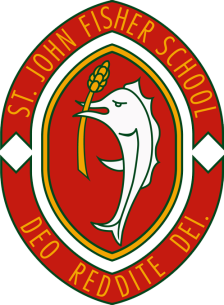 ST. JOHN FISHER SCHOOL
DEO REDDITE DEI.